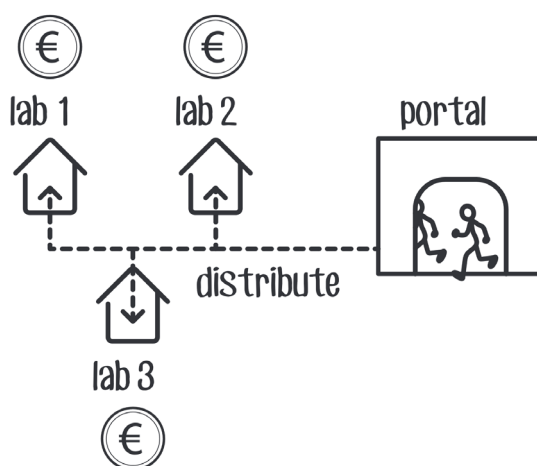 €
€
lab 1
lab 2
portal
distribute
lab 3
€